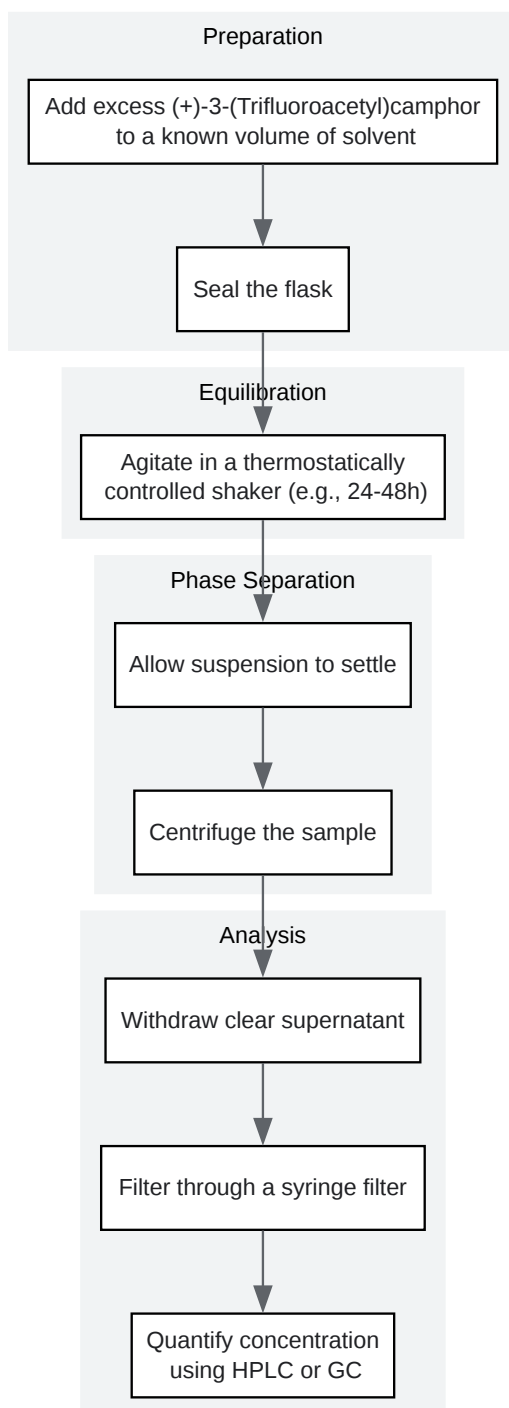 Preparation
Add excess (+)-3-(Trifluoroacetyl)camphor
to a known volume of solvent
Seal the flask
Equilibration
Agitate in a thermostatically
controlled shaker (e.g., 24-48h)
Phase Separation
Allow suspension to settle
Centrifuge the sample
Analysis
Withdraw clear supernatant
Filter through a syringe filter
Quantify concentration
using HPLC or GC